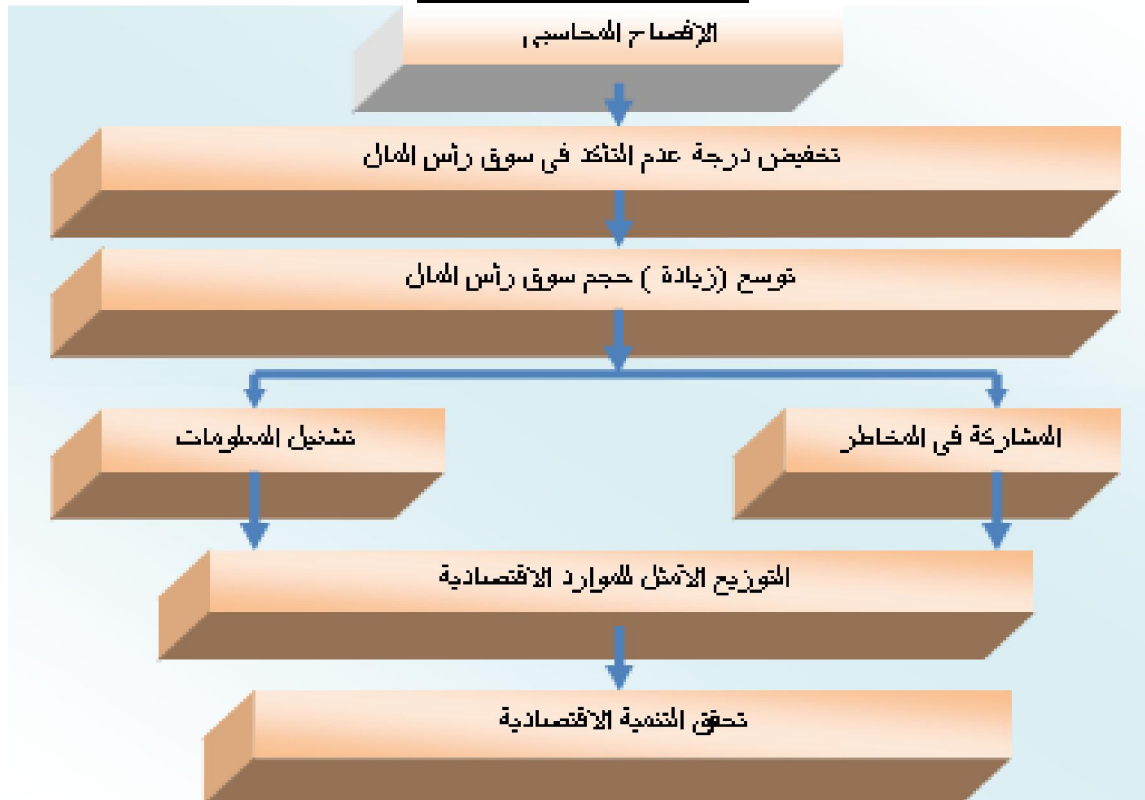 الإفصاح المحاسبي
تخفيض درجة عدم التأكد في سوق رأس المال
توسع (زيادة ) حجم سوق رأس المال
المشاركة في المخاطر
تشغيل المعلومات
التوزيع الأمثل للموارد الاقتصادية
تحقق التنمية الاقتصادية